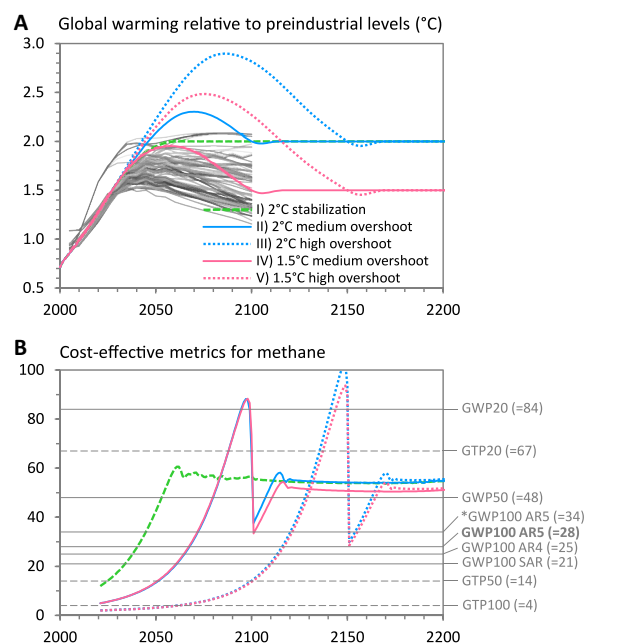 A Global warming relative to preindustrial levels (°C)
3.0
2.5
2.0
1.5
1.0
0.5
I) 2°C stabilization
II) 2°C medium overshoot
III) 2°C high overshoot
IV) 1.5°C medium overshoot
V) 1.5°C high overshoot
2000 2050 2100 2150 2200
B Cost-effective metrics for methane
100
80
60
40
20
0
GWP20 (=84)
GTP20 (=67)
GWP50 (=48)
*GWP100 AR5 (=34)
GWP100 AR5 (=28)
GWP100 AR4 (=25)
GWP100 SAR (=21)
GTP50 (=14)
GTP100 (=4)
2000 2050 2100 2150 2200